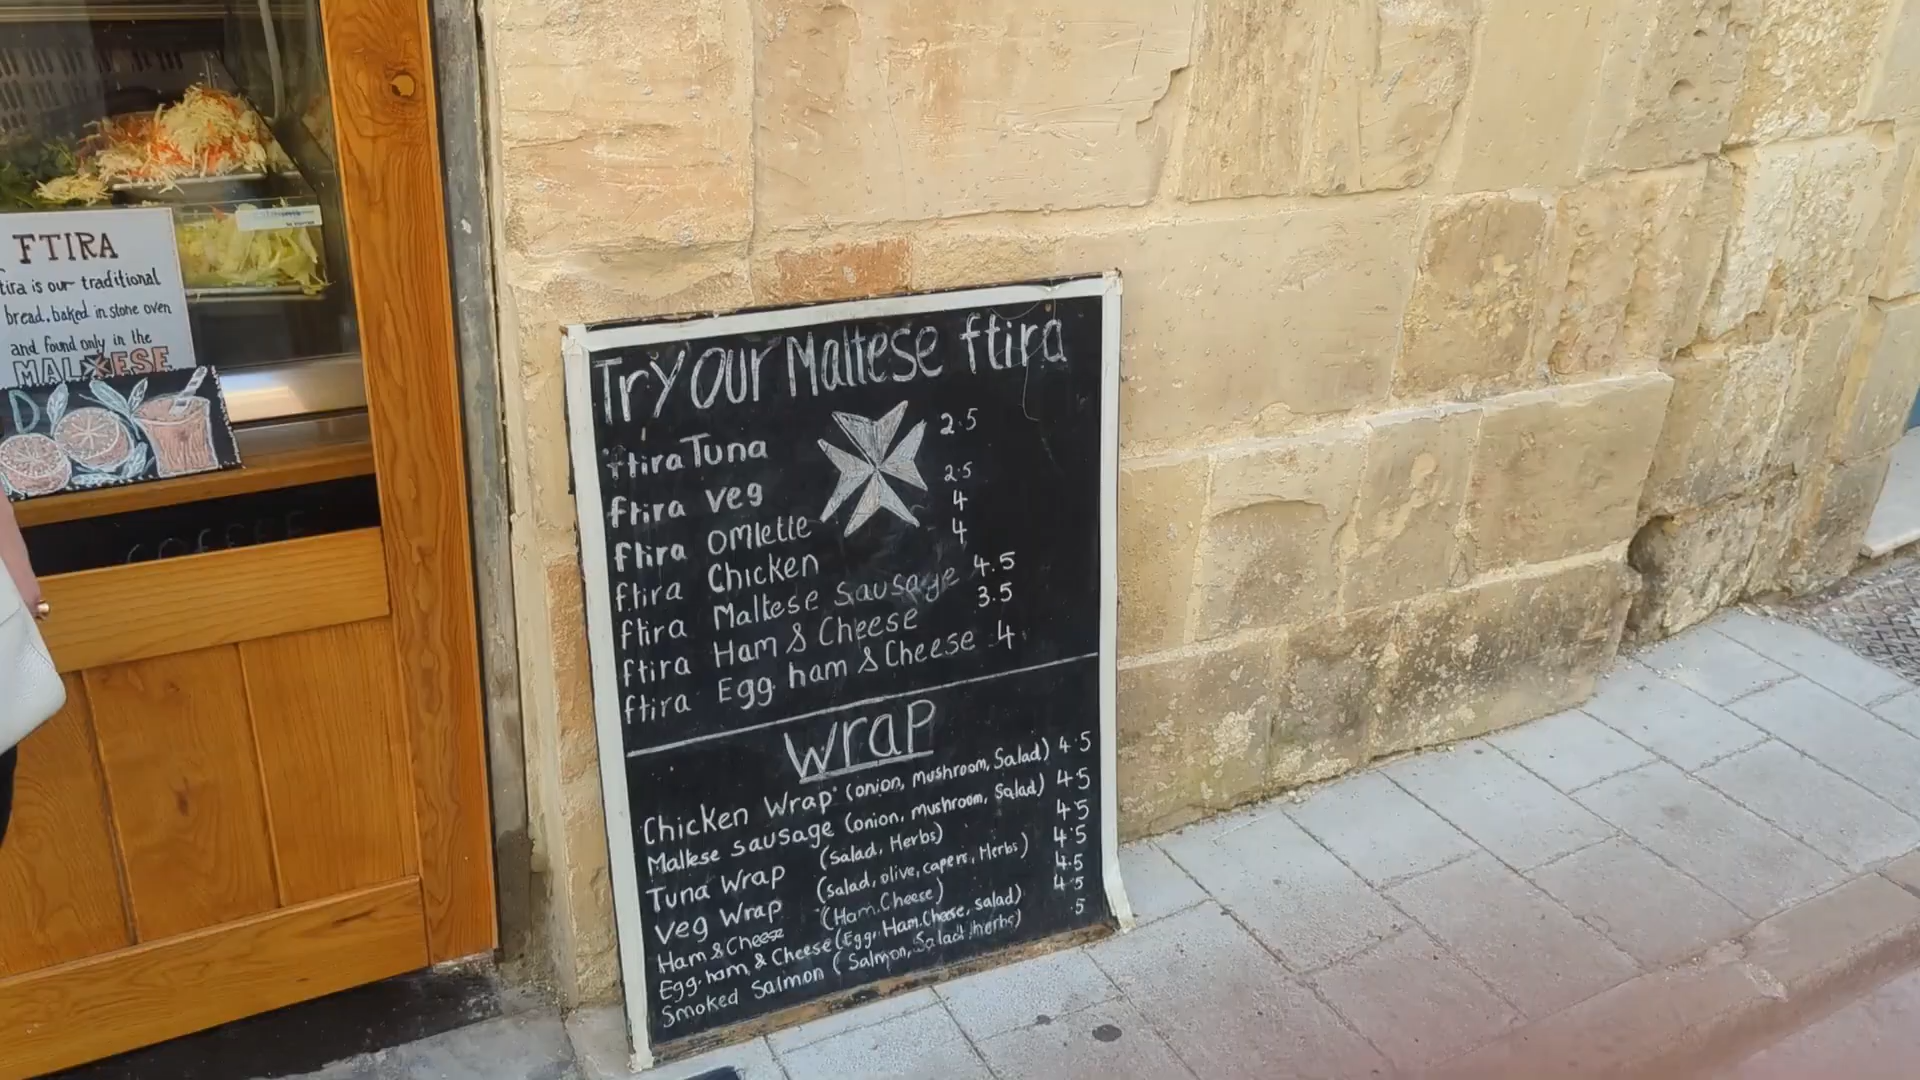 FTIRA
tira is our traditional
bread. baked in stone oven
and found only in the
MALTESE
COFFEE
Try our Maltese ftira
ftira Tuna 2.5
ftira veg 2.5
ftira omlette 4
ftira Chicken 4
ftira Maltese Sausage 4.5
ftira Ham & Cheese 3.5
ftira Egg ham & Cheese 4
Wrap
Chicken Wrap (onion, mushroom, Salad) 4.5
Maltese Sausage (onion, mushroom, Salad) 4.5
Tuna Wrap (Salad, Herbs) 4.5
Veg Wrap (salad, olive, capers, Herbs) 4.5
Ham & Cheese (Ham. Cheese) 4.5
Egg. ham, & Cheese (Egg. Ham. Cheese, salad) 4.5
Smoked Salmon (Salmon, Salad, herbs) 5